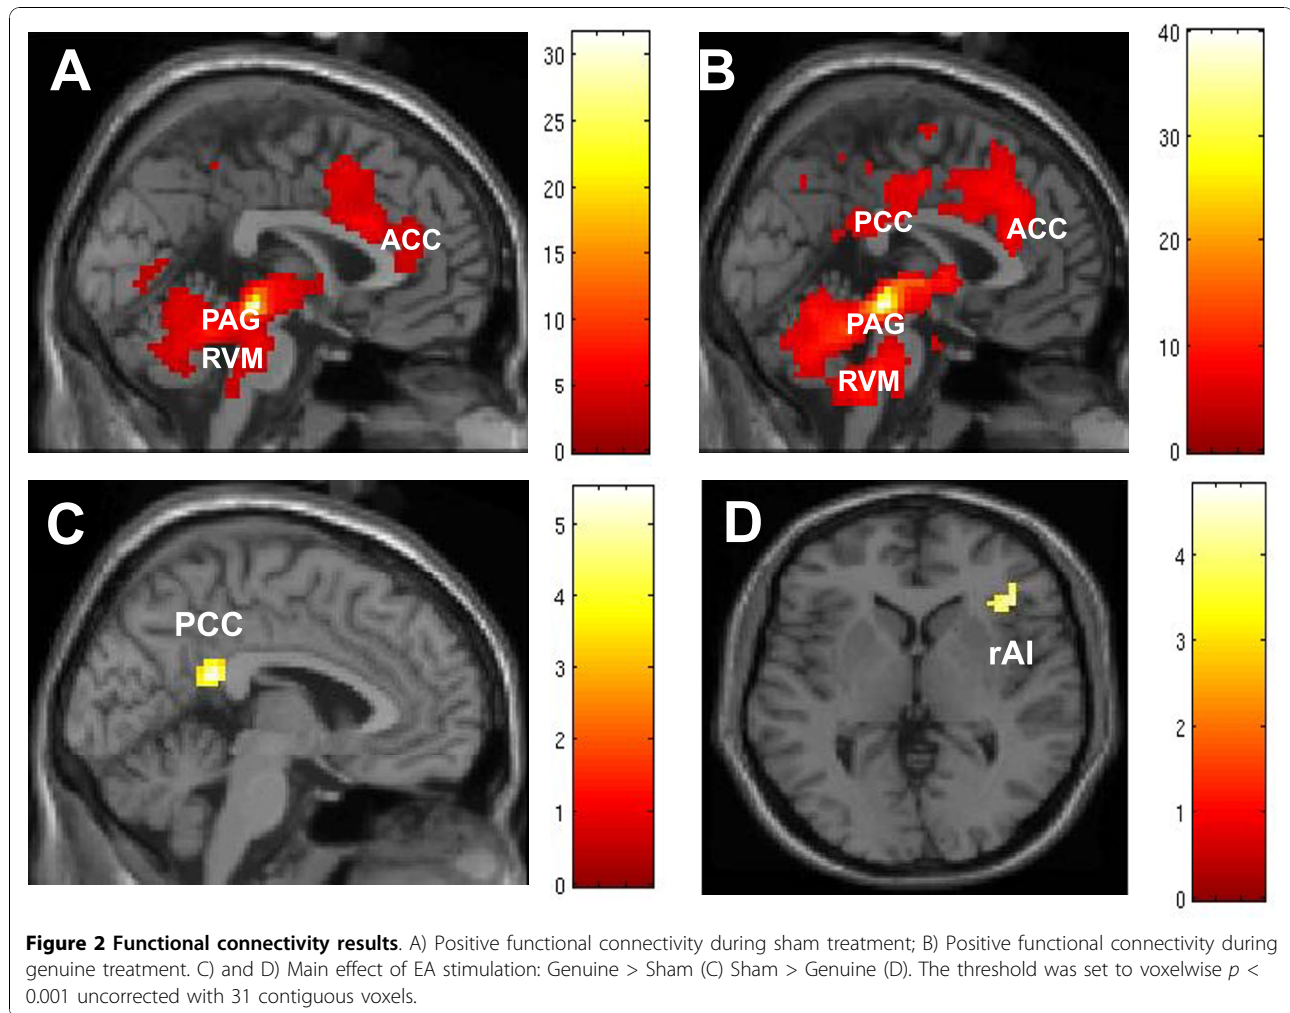 A
30
25
20
15
10
5
0
ACC
PAG
RVM
B
40
30
20
10
0
PCC
ACC
PAG
RVM
C
5
4
3
2
1
0
PCC
D
4
3
2
1
0
rAI
Figure 2 Functional connectivity results. A) Positive functional connectivity during sham treatment; B) Positive functional connectivity during
genuine treatment. C) and D) Main effect of EA stimulation: Genuine > Sham (C) Sham > Genuine (D). The threshold was set to voxelwise p <
0.001 uncorrected with 31 contiguous voxels.